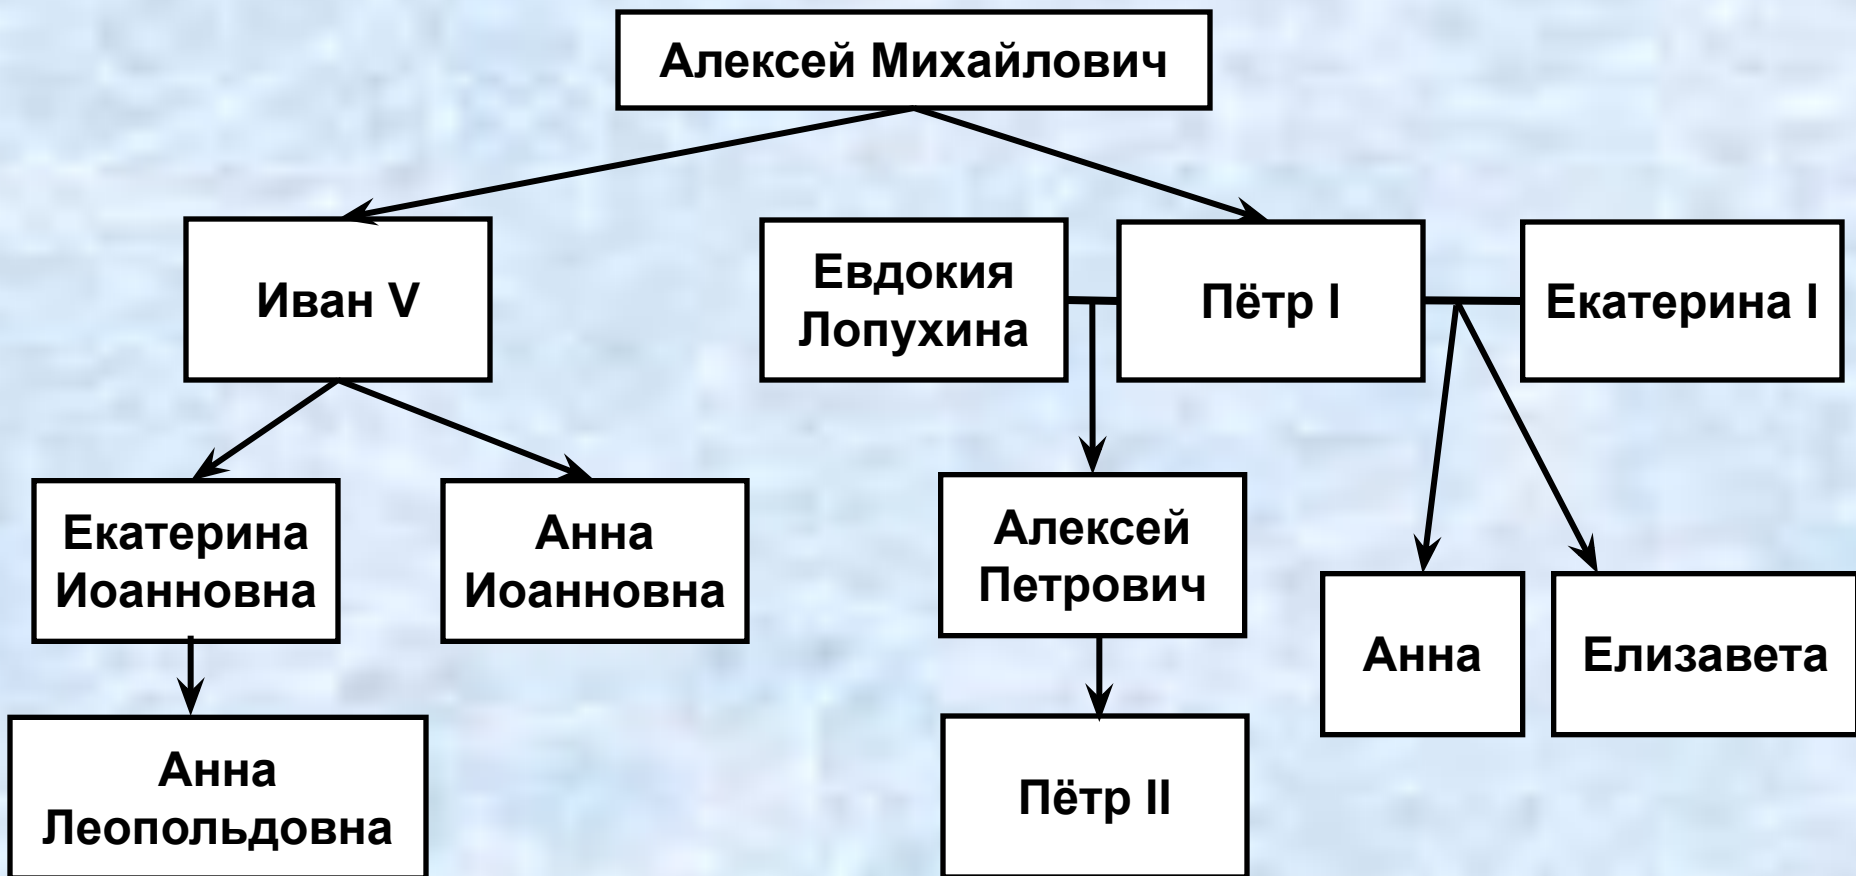 Алексей Михайлович
Иван V
Евдокия
Лопухина
Пётр I
Екатерина I
Екатерина
Иоанновна
Анна
Иоанновна
Алексей
Петрович
Анна
Елизавета
Анна
Леопольдовна
Пётр II